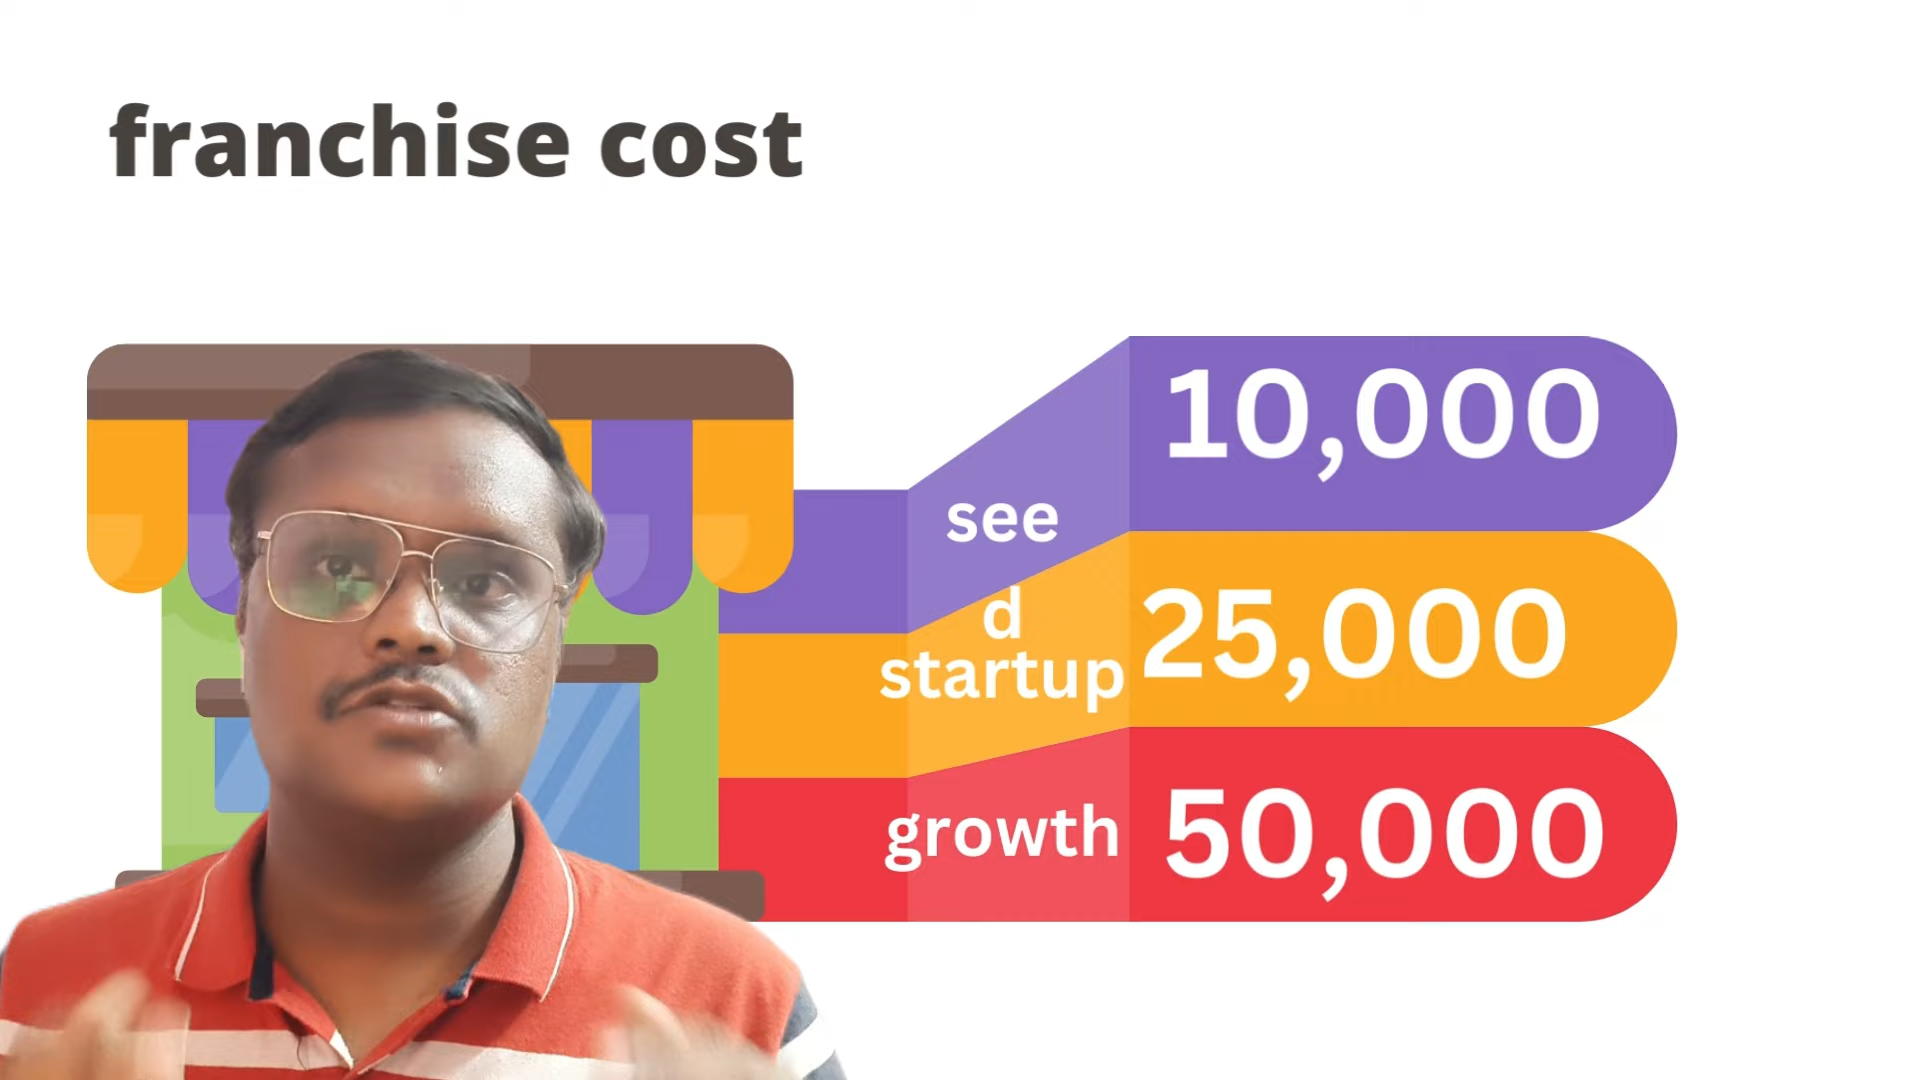 franchise cost
10,000
see
d
25,000
startup
growth
50,000